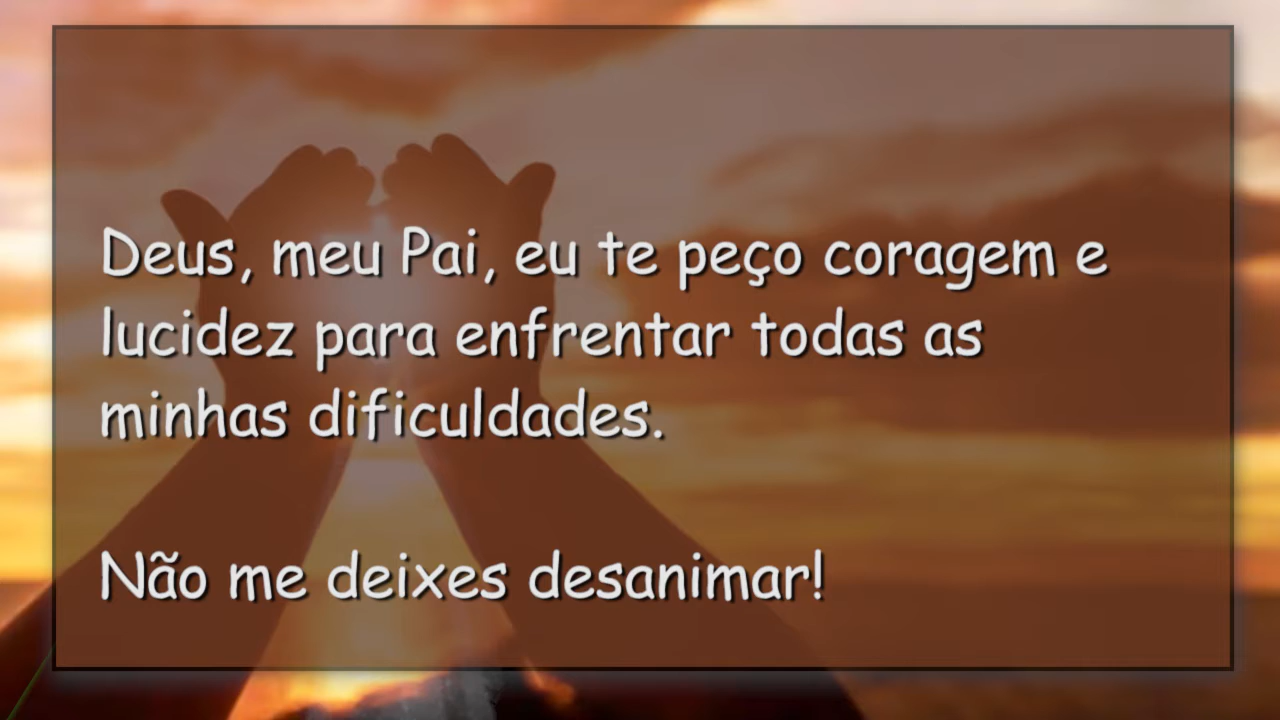 Deus, meu Pai, eu te peço coragem e
lucidez para enfrentar todas as
minhas dificuldades.
Não me deixes desanimar!